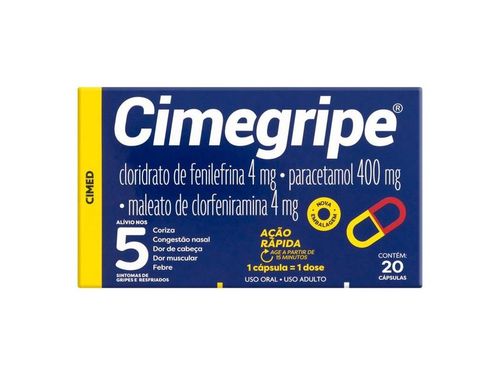 CIMED
Cimegripe®
cloridrato de fenilefrina 4 mg • paracetamol 400 mg
• maleato de clorfeniramina 4 mg
NOVA
EMBALAGEM
ALÍVIO NOS
5
SINTOMAS DE
GRIPES E RESFRIADOS
Coriza
Congestão nasal
Dor de cabeça
Dor muscular
Febre
AÇÃO
RÁPIDA
AGE A PARTIR DE
15 MINUTOS
1 cápsula = 1 dose
USO ORAL • USO ADULTO
CONTÉM:
20
CÁPSULAS